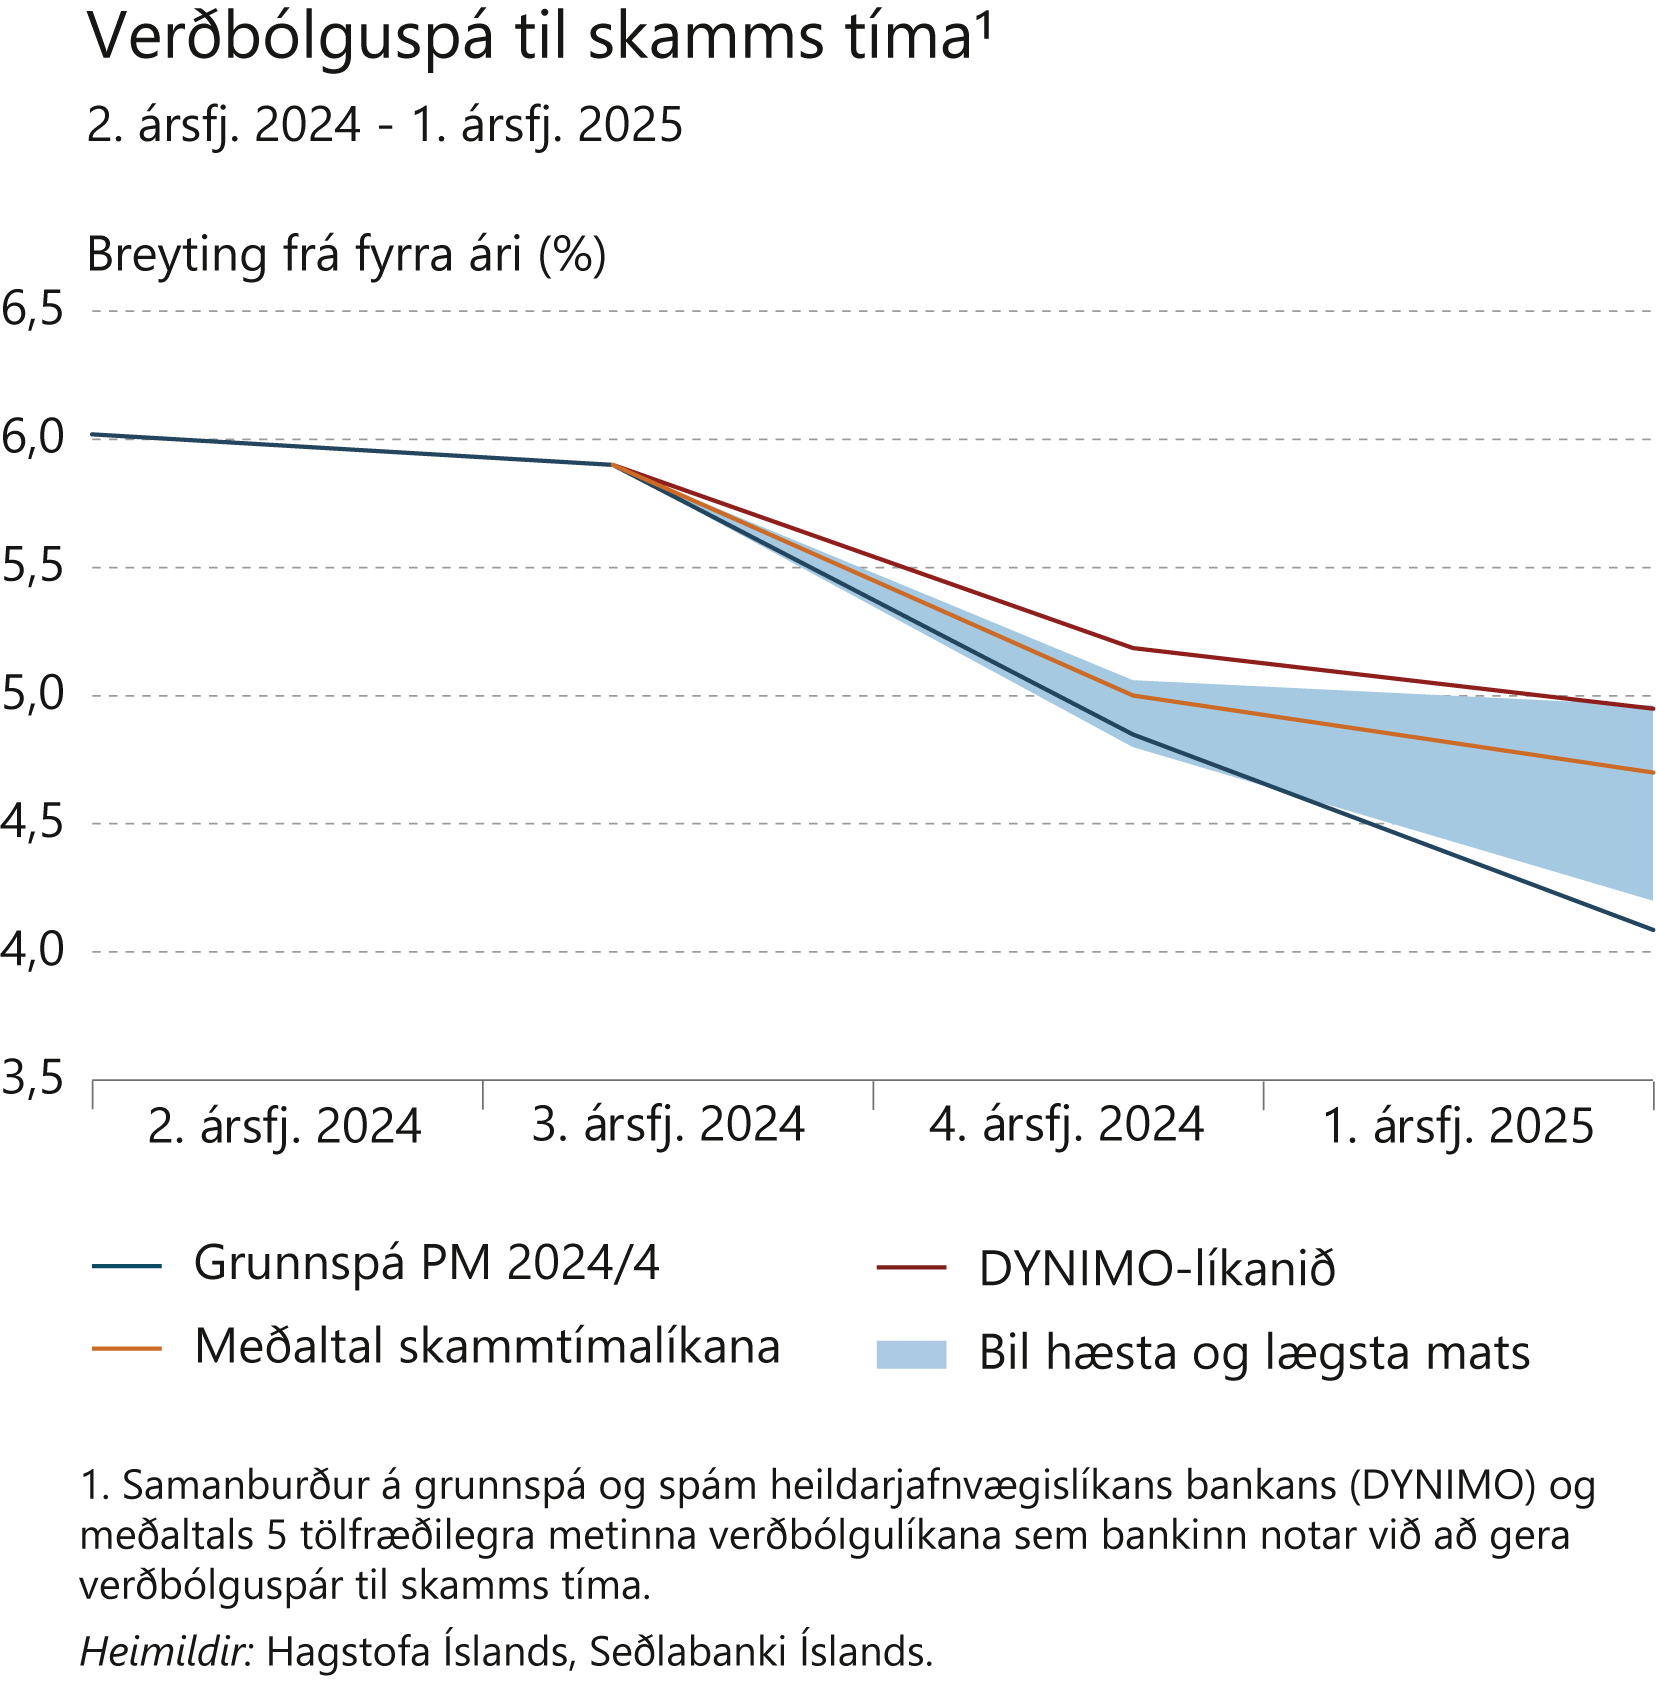 Verðbólguspá til skamms tíma¹
2. ársfj. 2024 - 1. ársfj. 2025
Breyting frá fyrra ári (%)
6,5
6,0
5,5
5,0
4,5
4,0
3,5
2. ársfj. 2024
3. ársfj. 2024
4. ársfj. 2024
1. ársfj. 2025
Grunnspá PM 2024/4
DYNIMO-líkanið
Meðaltal skammtímalíkana
Bil hæsta og lægsta mats
1. Samanburður á grunnspá og spám heildarjafnvægislíkans bankans (DYNIMO) og
meðaltals 5 tölfræðilegra metinna verðbólgulíkana sem bankinn notar við að gera
verðbólguspár til skamms tíma.
Heimildir: Hagstofa Íslands, Seðlabanki Íslands.